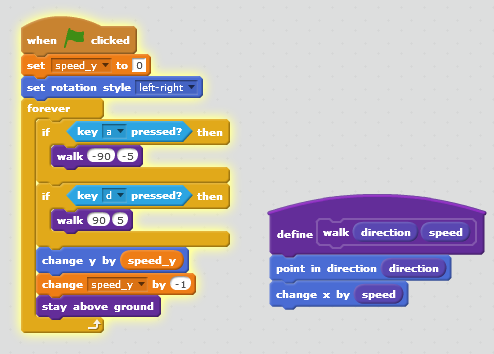 when clicked
set speed_y to 0
set rotation style left-right
forever
if key a pressed? then
walk -90 -5
if key d pressed? then
walk 90 5
change y by speed_y
change speed_y by -1
stay above ground
define walk direction speed
point in direction direction
change x by speed